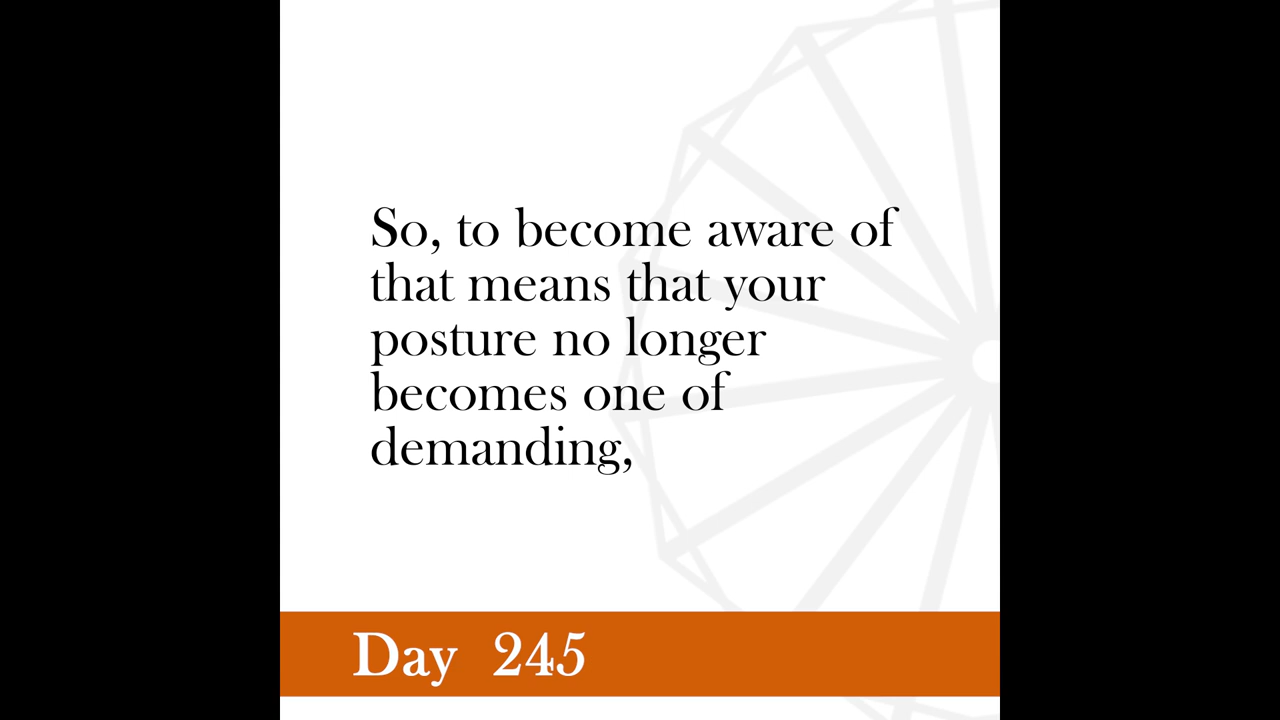 So, to become aware of
that means that your
posture no longer
becomes one of
demanding,
Day 245